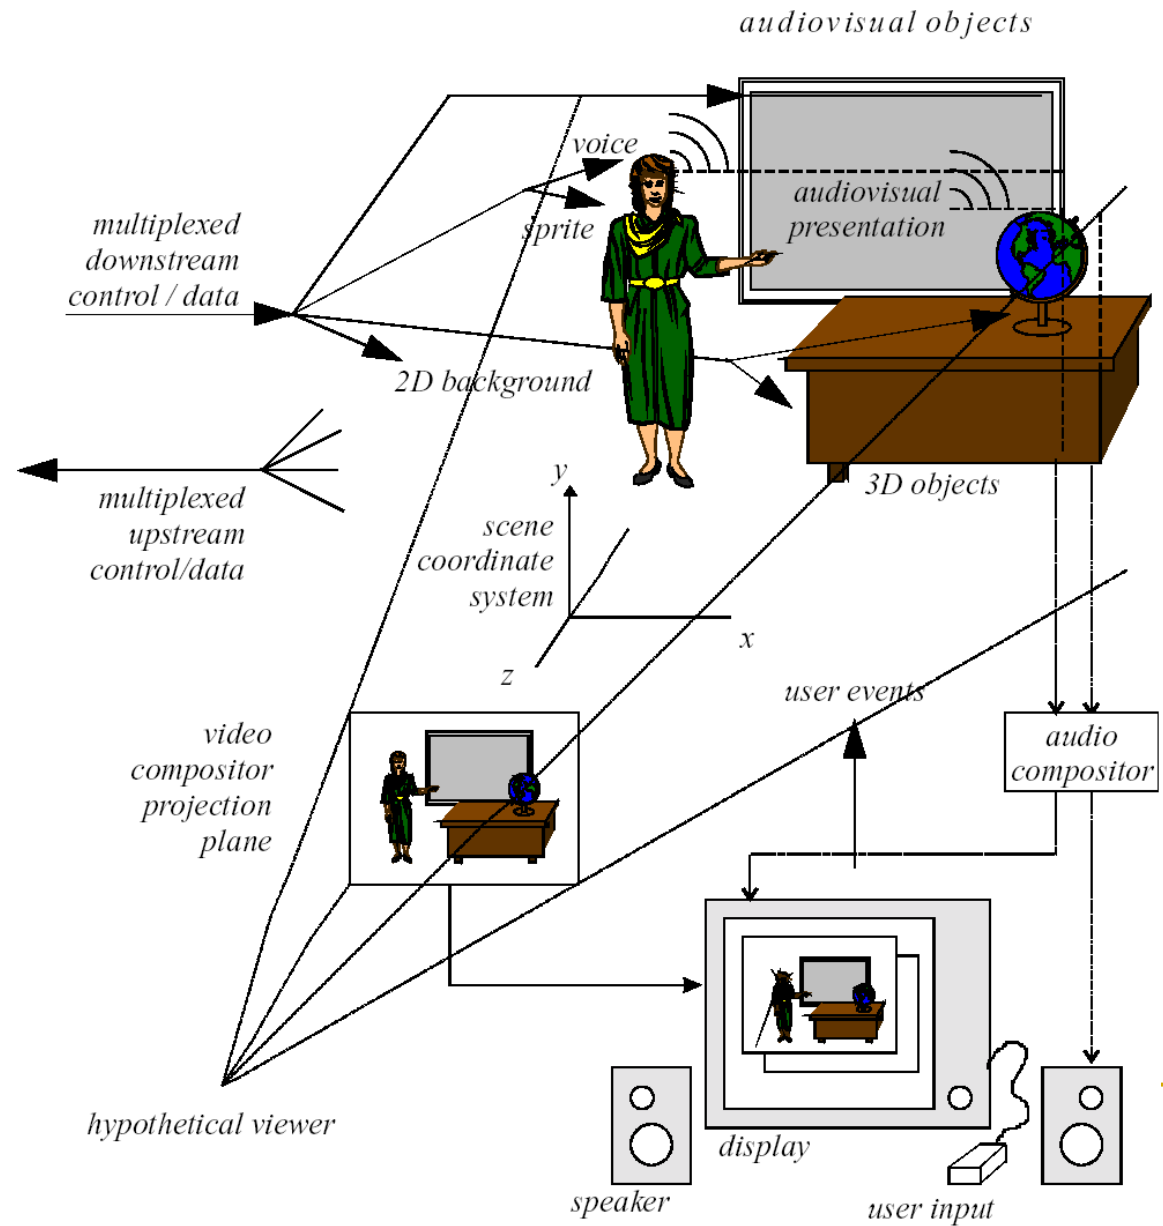 audiovisual objects
voice
sprite
audiovisual
presentation
multiplexed
downstream
control / data
2D background
3D objects
multiplexed
upstream
control/data
y
scene
coordinate
system
x
z
user events
video
compositor
projection
plane
audio
compositor
hypothetical viewer
display
speaker
user input